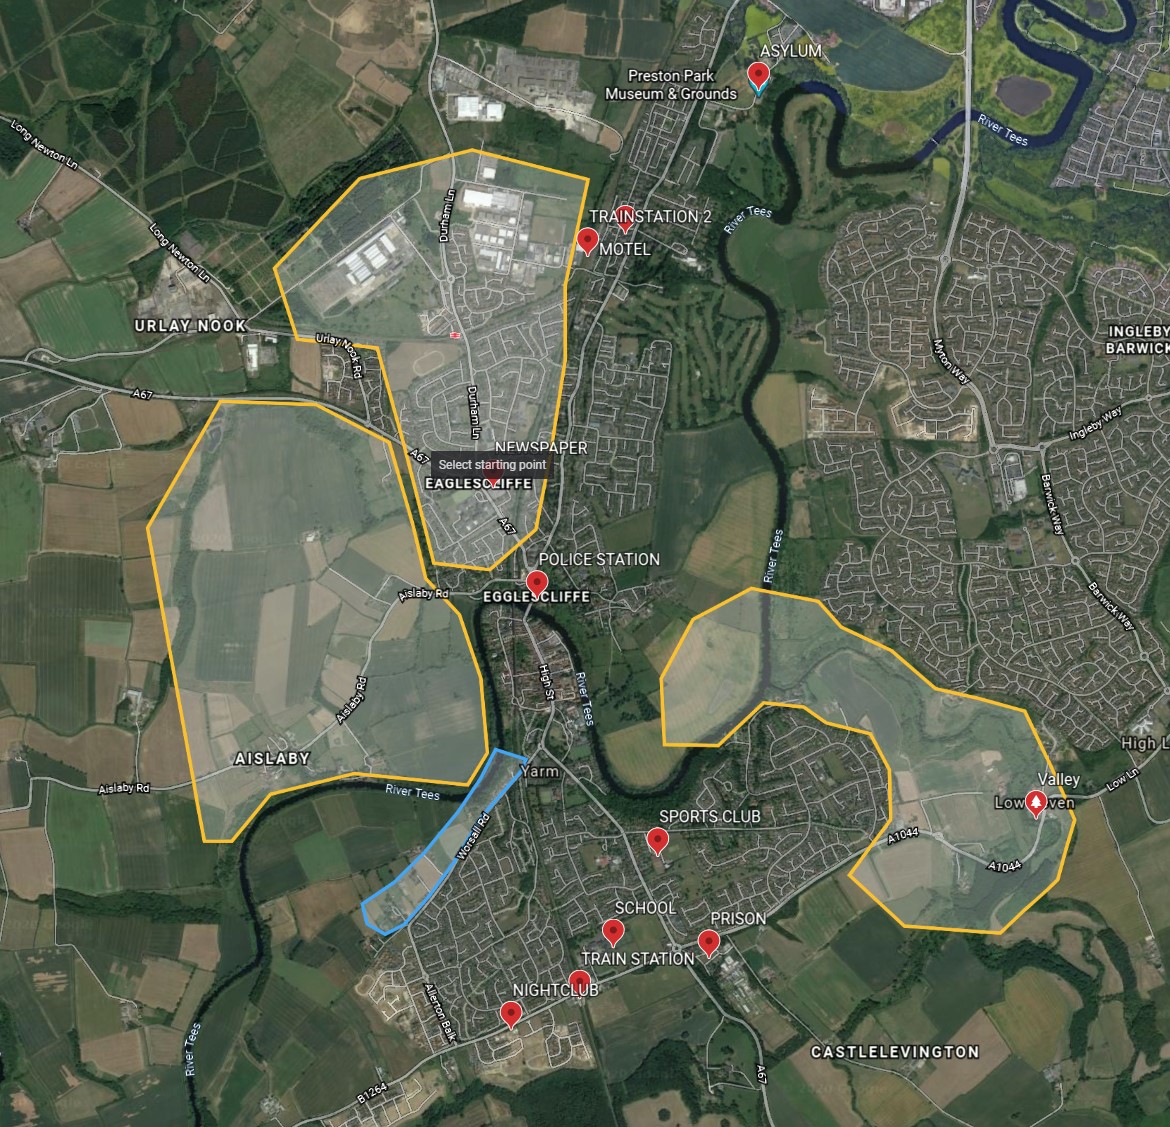 ASYLUM
Preston Park
Museum & Grounds
River Tees
Long Newton Ln
Durham Ln
River Tees
TRAINSTATION 2
MOTEL
Long Newton Ln
URLAY NOOK
Urlay Nook Rd
INGLEBY
BARWICK
Myton Way
A67
Durham Ln
Ingleby Way
NEWSPAPER
A67
Select starting point
EAGLESCLIFFE
Barwick Way
A67
River Tees
POLICE STATION
Aislaby Rd
EGGLESCLIFFE
Barwick Way
High St
River Tees
Aislaby Rd
AISLABY
Yarm
High L
Valley
Low Ln
Aislaby Rd
River Tees
SPORTS CLUB
Worsall Rd
A1044
A1044
SCHOOL
PRISON
TRAIN STATION
NIGHTCLUB
Allerton Balk
River Tees
CASTLELEVINGTON
A67
B1264